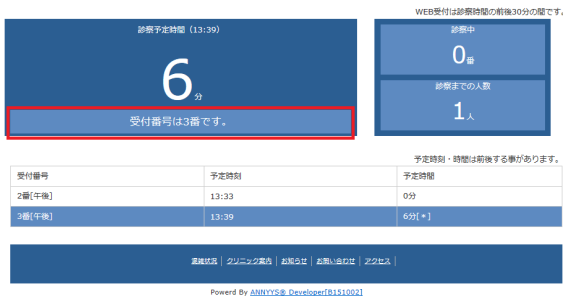 WEB受付は診察時間の前後30分の間です。
診察予定時間（13:39）
6分
受付番号は3番です。
診察中
0番
診察までの人数
1人
予定時刻・時間は前後する事があります。
受付番号 予定時刻 予定時間
2番[午後] 13:33 0分
3番[午後] 13:39 6分[＊]
混雑状況 | クリニック案内 | お知らせ | お問い合わせ | アクセス |
Powerd By ANNYYS® Developer[B151002]